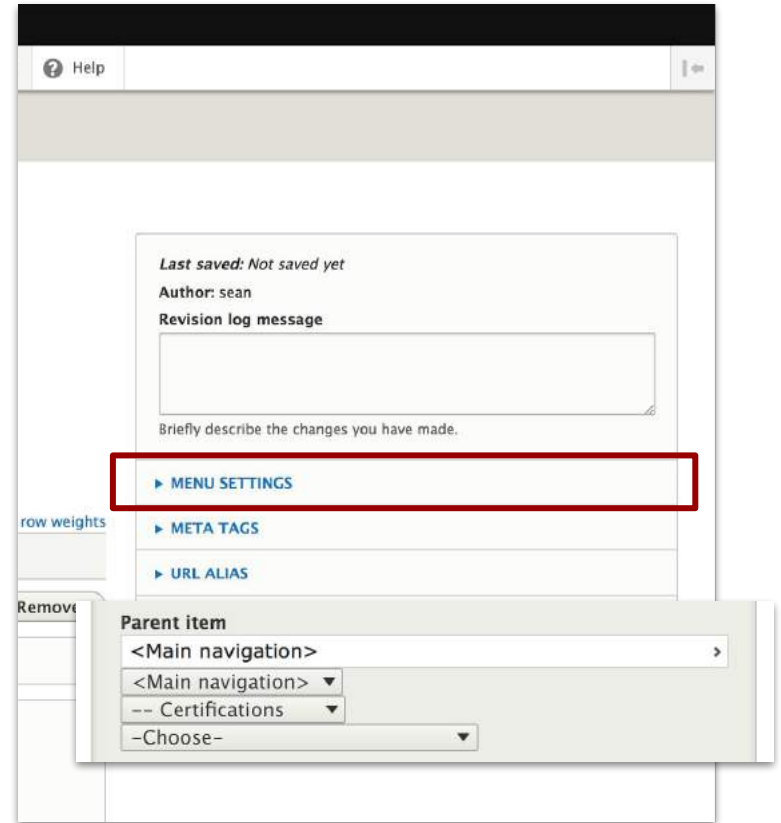 Help
Last saved: Not saved yet
Author: sean
Revision log message
Briefly describe the changes you have made.
MENU SETTINGS
row weights
META TAGS
URL ALIAS
Remove
Parent item
<Main navigation>
<Main navigation>
-- Certifications
-Choose-